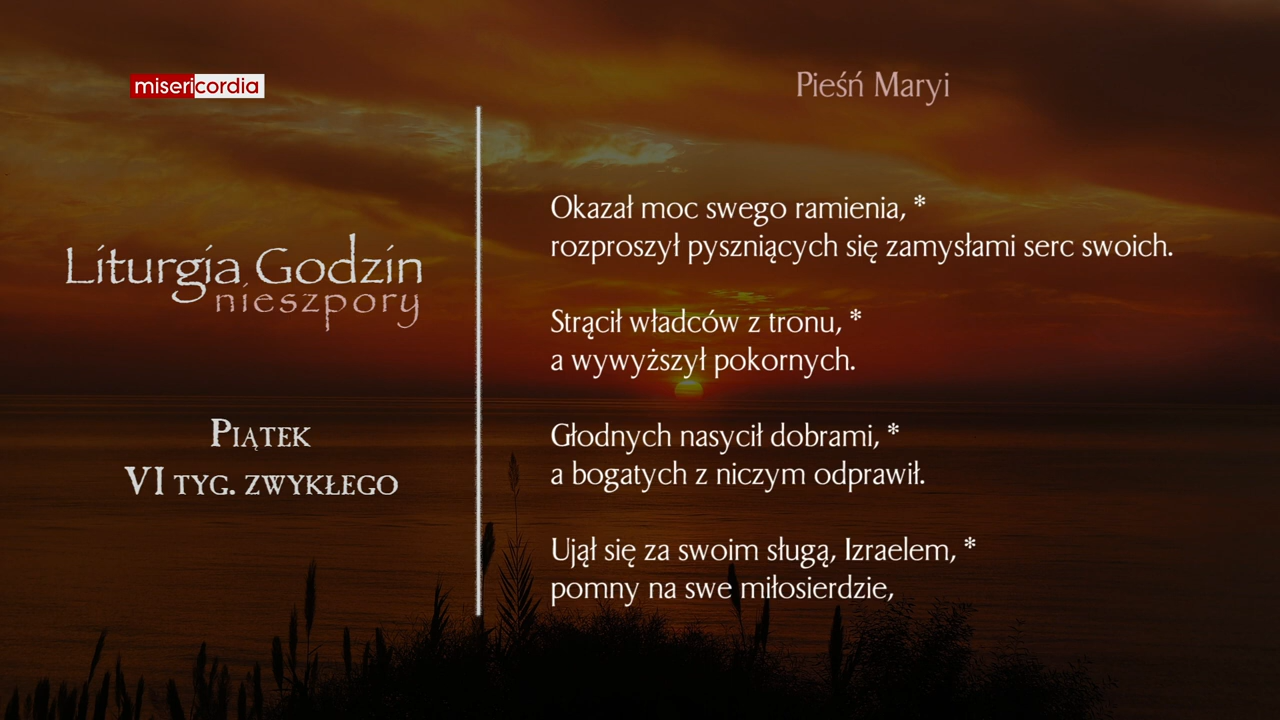 misericordia
Liturgia Godzin
nieszpory
Piątek
VI tyg. zwykłego
Pieśń Maryi
Okazał moc swego ramienia, *
rozproszył pyszniących się zamysłami serc swoich.
Strącił władców z tronu, *
a wywyższył pokornych.
Głodnych nasycił dobrami, *
a bogatych z niczym odprawił.
Ujął się za swoim sługą, Izraelem, *
pomny na swe miłosierdzie,